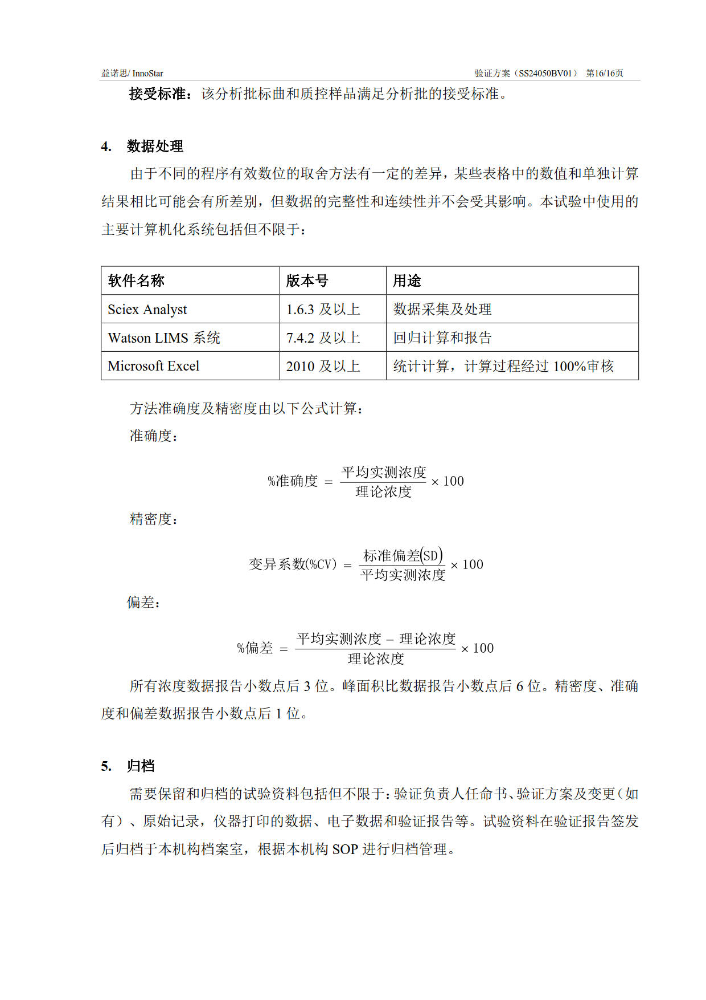 益诺思/ InnoStar 验证方案（SS24050BV01） 第16/16页
接受标准：该分析批标曲和质控样品满足分析批的接受标准。
4. 数据处理
由于不同的程序有效数位的取舍方法有一定的差异，某些表格中的数值和单独计算
结果相比可能会有所差别，但数据的完整性和连续性并不会受其影响。本试验中使用的
主要计算机化系统包括但不限于：
软件名称 版本号 用途
Sciex Analyst 1.6.3 及以上 数据采集及处理
Watson LIMS 系统 7.4.2 及以上 回归计算和报告
Microsoft Excel 2010 及以上 统计计算，计算过程经过 100%审核
方法准确度及精密度由以下公式计算：
准确度：
平均实测浓度
%准确度 = × 100
理论浓度
精密度：
标准偏差(SD)
变异系数(%CV) = × 100
平均实测浓度
偏差：
平均实测浓度 − 理论浓度
%偏差 = × 100
理论浓度
所有浓度数据报告小数点后 3 位。峰面积比数据报告小数点后 6 位。精密度、准确
度和偏差数据报告小数点后 1 位。
5. 归档
需要保留和归档的试验资料包括但不限于：验证负责人任命书、验证方案及变更（如
有）、原始记录，仪器打印的数据、电子数据和验证报告等。试验资料在验证报告签发
后归档于本机构档案室，根据本机构 SOP 进行归档管理。